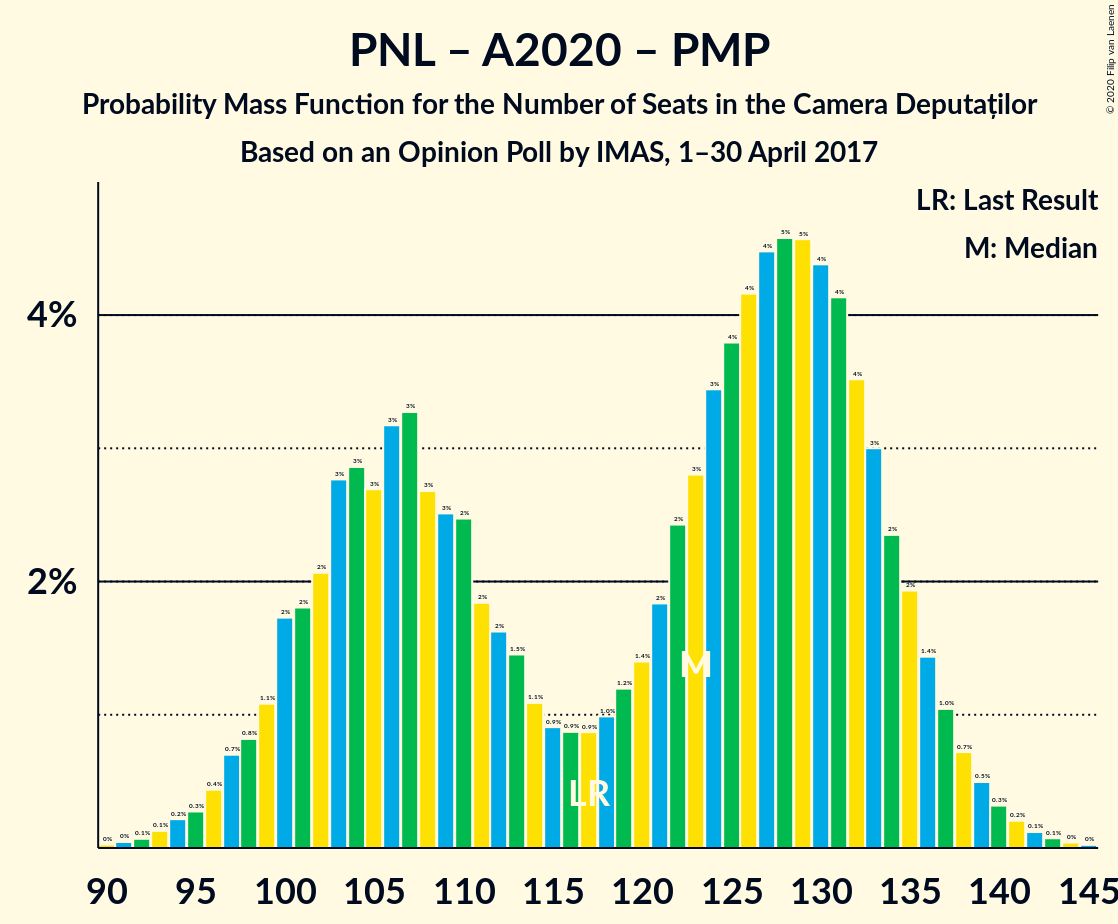 PNL – A2020 – PMP
Probability Mass Function for the Number of Seats in the Camera Deputaților
Based on an Opinion Poll by IMAS, 1–30 April 2017
© 2020 Filip van Laenen
LR: Last Result
M: Median
4%
2%
0% 0% 0.1% 0.1% 0.2% 0.3% 0.4% 0.7% 0.8% 1.1% 2% 2% 2% 3% 3% 3% 3% 3% 3% 3% 2% 2% 2% 1.5% 1.1% 0.9% 0.9% 0.9% 1.0% 1.2% 1.4% 2% 2% 3% 3% 4% 4% 4% 5% 5% 4% 4% 4% 3% 2% 2% 1.4% 1.0% 0.7% 0.5% 0.3% 0.2% 0.1% 0.1% 0% 0%
M
LR
90 95 100 105 110 115 120 125 130 135 140 145